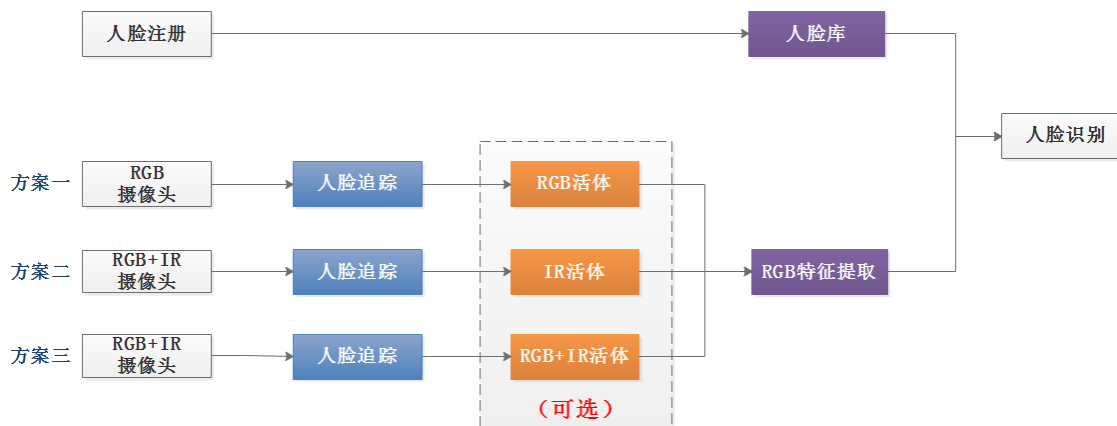 人脸注册
人脸库
人脸识别
方案一
RGB
摄像头
人脸追踪
RGB活体
方案二
RGB+IR
摄像头
人脸追踪
IR活体
RGB特征提取
方案三
RGB+IR
摄像头
人脸追踪
RGB+IR活体
（可选）